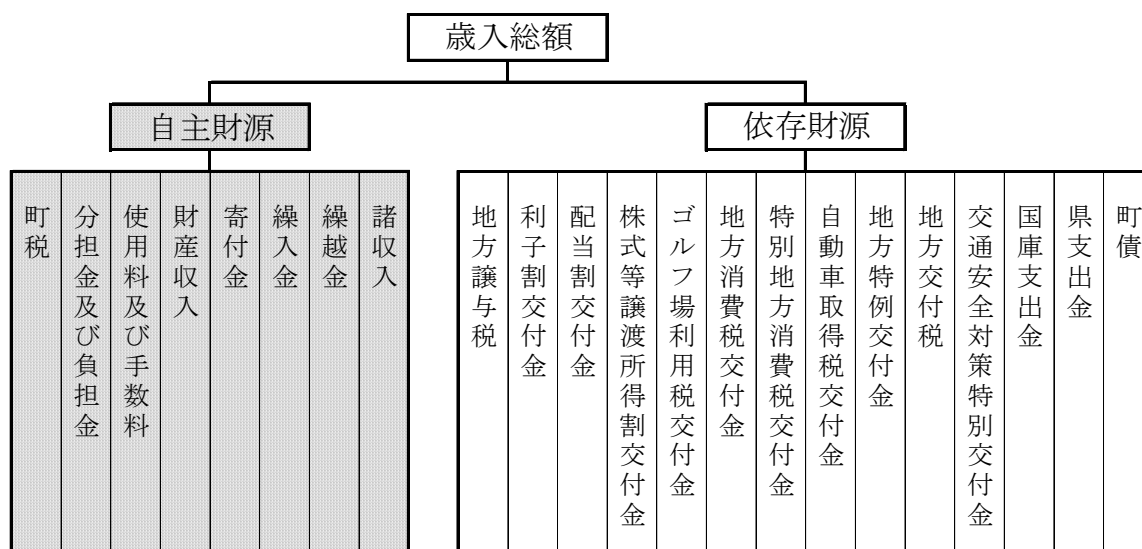 歳入総額
自主財源
依存財源
町税
分担金及び負担金
使用料及び手数料
財産収入
寄付金
繰入金
繰越金
諸収入
地方譲与税
利子割交付金
配当割交付金
株式等譲渡所得割交付金
ゴルフ場利用税交付金
地方消費税交付金
特別地方消費税交付金
自動車取得税交付金
地方特例交付金
地方交付税
交通安全対策特別交付金
国庫支出金
県支出金
町債